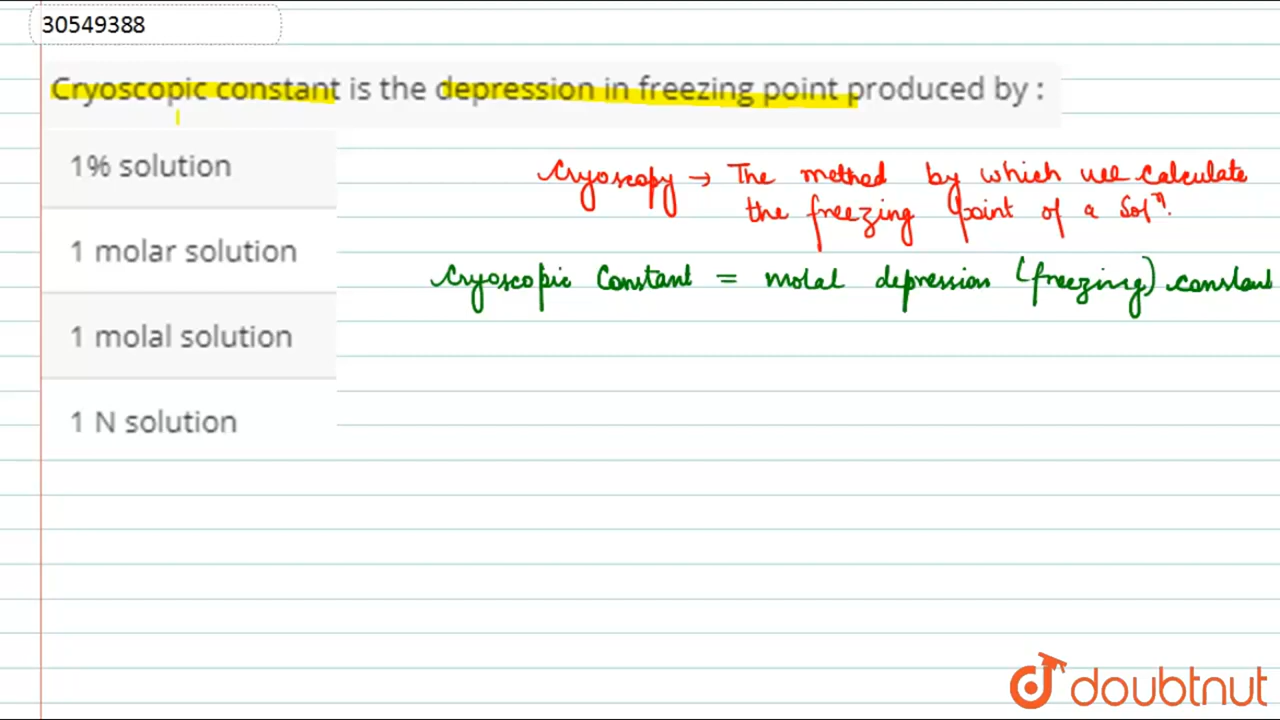 30549388
Cryoscopic constant is the depression in freezing point produced by :
1% solution
1 molar solution
1 molal solution
1 N solution
Cryoscopy → The method by which we calculate
the freezing point of a Solⁿ.
Cryoscopic Constant = molal depression (freezing) constant
doubtnut